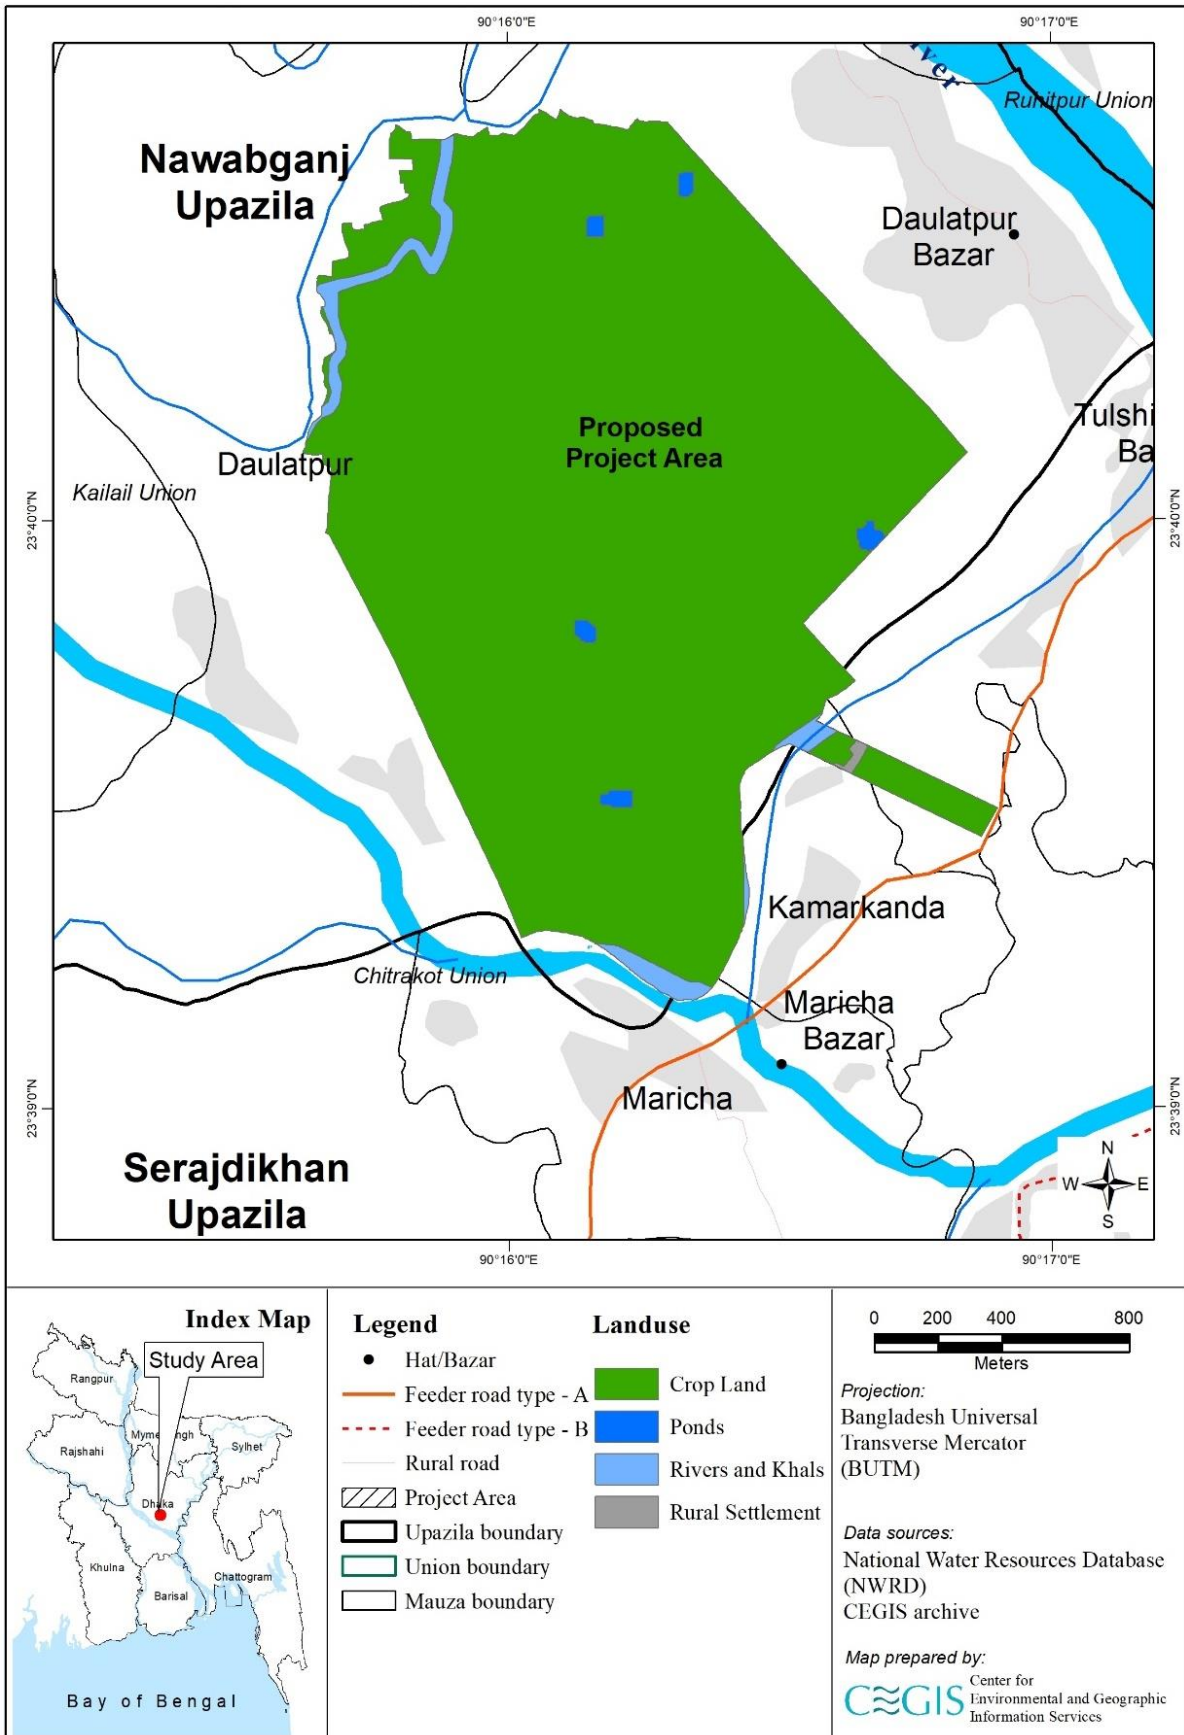 90°16'0"E
90°17'0"E
iver
Ruhitpur Union
Nawabganj
Upazila
Daulatpur
Bazar
Proposed
Project Area
Tulshi
Ba
Daulatpur
Kailail Union
23°40'0"N
23°40'0"N
Kamarkanda
Chitrakot Union
Maricha
Bazar
Maricha
23°39'0"N
23°39'0"N
Serajdikhan
Upazila
N
W
E
S
90°16'0"E
90°17'0"E
Index Map
Study Area
Rangpur
Rajshahi
Myme
ngh
Sylhet
Dhaka
Khulna
Barisal
Chattogram
Bay of Bengal
Legend
Hat/Bazar
Feeder road type - A
Feeder road type - B
Rural road
Project Area
Upazila boundary
Union boundary
Mauza boundary
Landuse
Crop Land
Ponds
Rivers and Khals
Rural Settlement
0 200 400 800
Meters
Projection:
Bangladesh Universal
Transverse Mercator
(BUTM)
Data sources:
National Water Resources Database
(NWRD)
CEGIS archive
Map prepared by:
CEGIS
Center for
Environmental and Geographic
Information Services